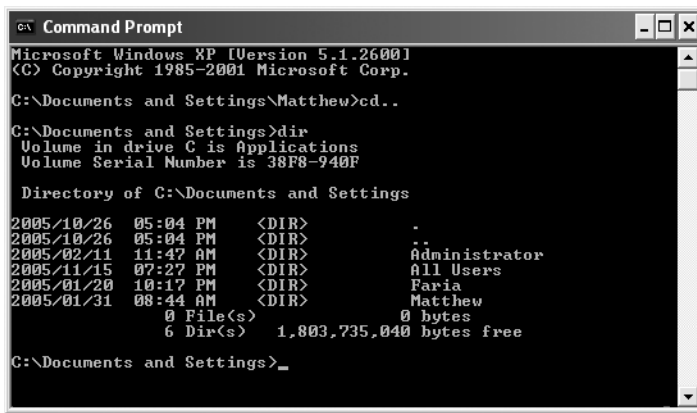 C:\ Command Prompt
Microsoft Windows XP [Version 5.1.2600]
(C) Copyright 1985-2001 Microsoft Corp.
C:\Documents and Settings\Matthew>cd..
C:\Documents and Settings>dir
 Volume in drive C is Applications
 Volume Serial Number is 38F8-940F
 Directory of C:\Documents and Settings
2005/10/26  05:04 PM    <DIR>          .
2005/10/26  05:04 PM    <DIR>          ..
2005/02/11  11:47 AM    <DIR>          Administrator
2005/11/15  07:27 PM    <DIR>          All Users
2005/01/20  10:17 PM    <DIR>          Faria
2005/01/31  08:44 AM    <DIR>          Matthew
               0 File(s)              0 bytes
               6 Dir(s)   1,803,735,040 bytes free
C:\Documents and Settings>_